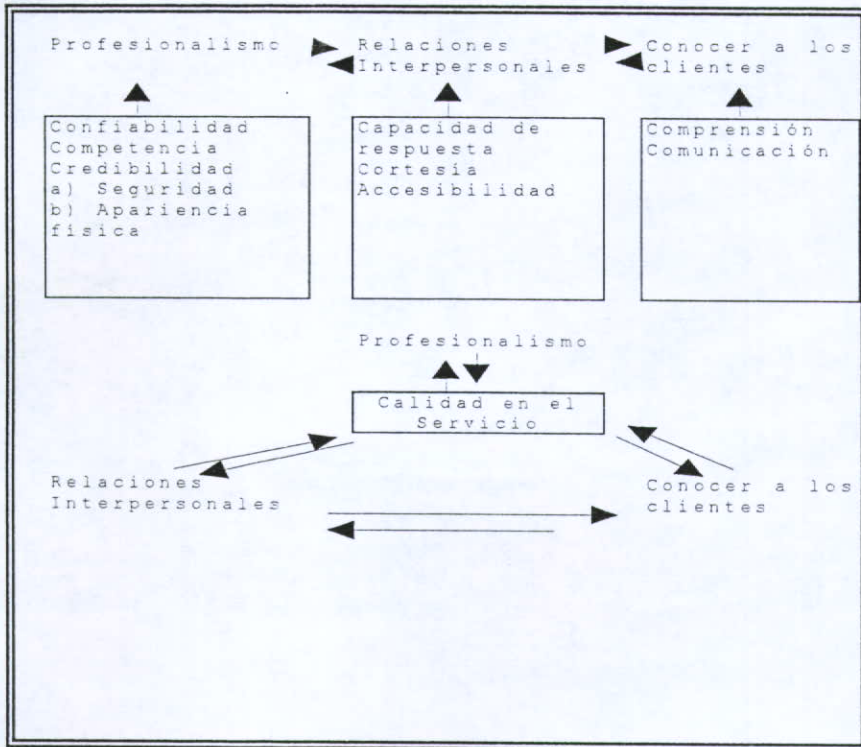 Profesionalismo
Relaciones
Interpersonales
Conocer a los
clientes
Confiabilidad
Competencia
Credibilidad
a) Seguridad
b) Apariencia
física
Capacidad de
respuesta
Cortesía
Accesibilidad
Comprensión
Comunicación
Profesionalismo
Calidad en el
Servicio
Relaciones
Interpersonales
Conocer a los
clientes